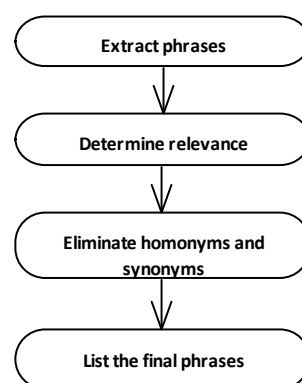 Extract phrases
Determine relevance
Eliminate homonyms and
synonyms
List the final phrases